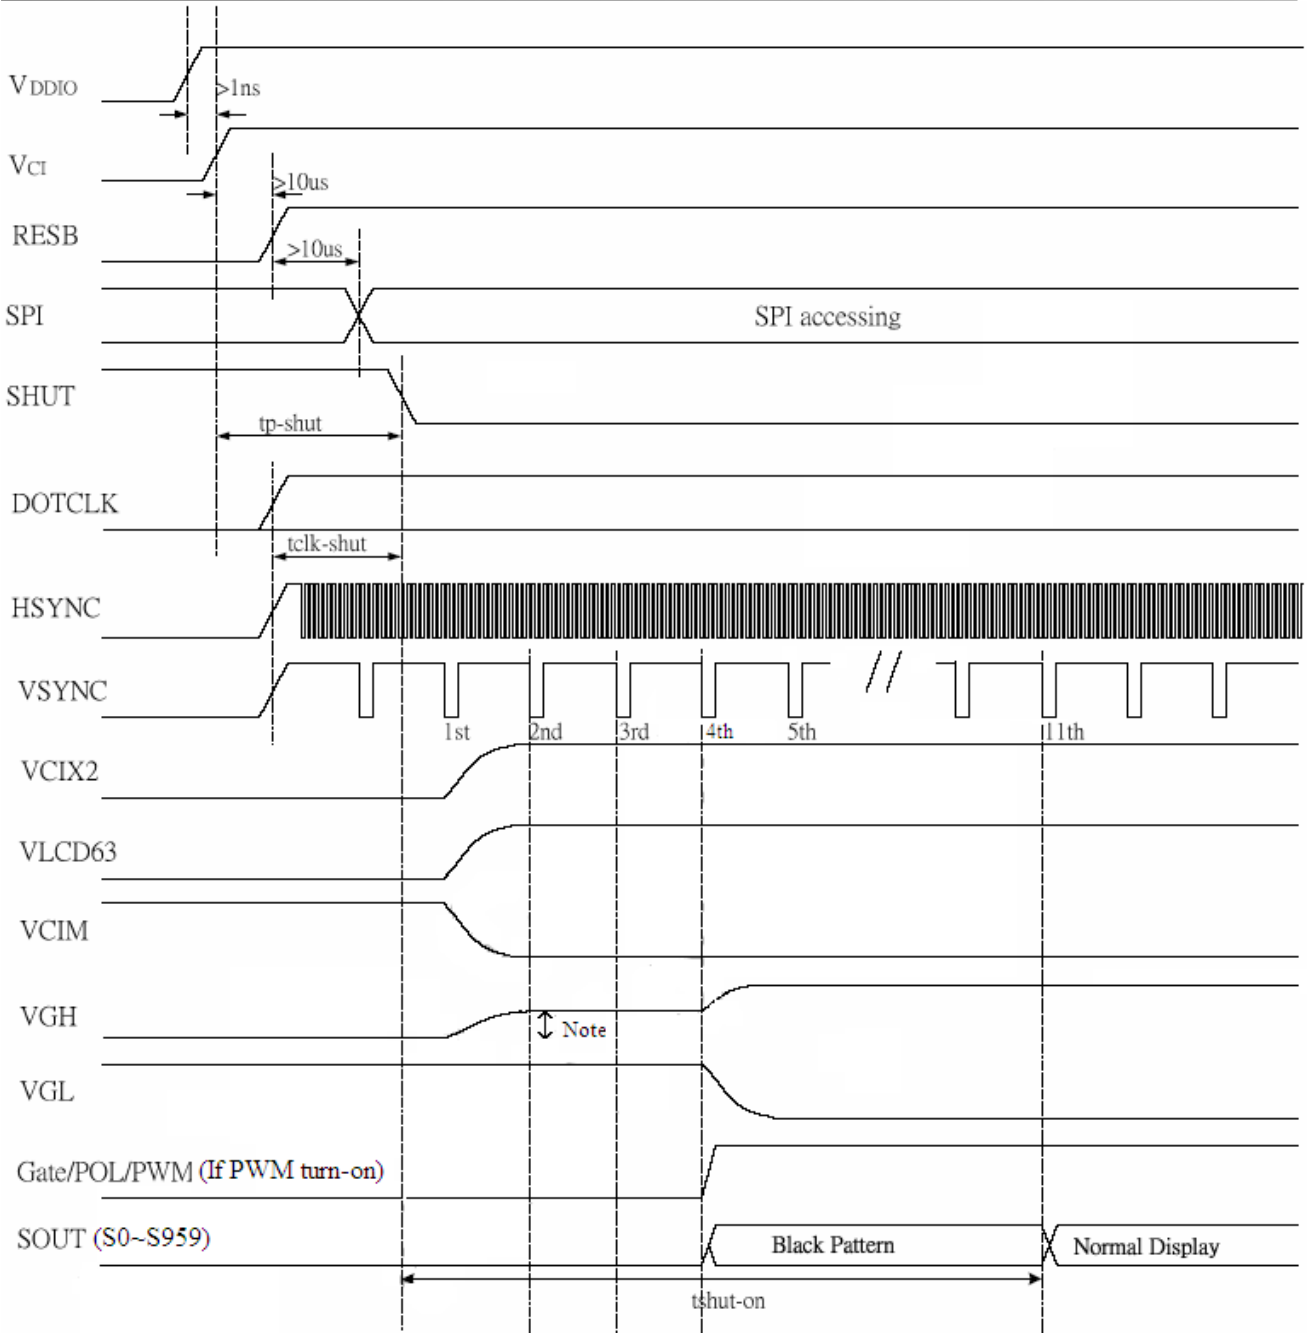 VDDIO
>1ns
VCI
>10us
RESB
>10us
SPI
SPI accessing
SHUT
tp-shut
DOTCLK
tclk-shut
HSYNC
VSYNC
1st 2nd 3rd 4th 5th 11th
VCIX2
VLCD63
VCIM
VGH
Note
VGL
Gate/POL/PWM (If PWM turn-on)
SOUT (S0~S959)
Black Pattern
Normal Display
tshut-on